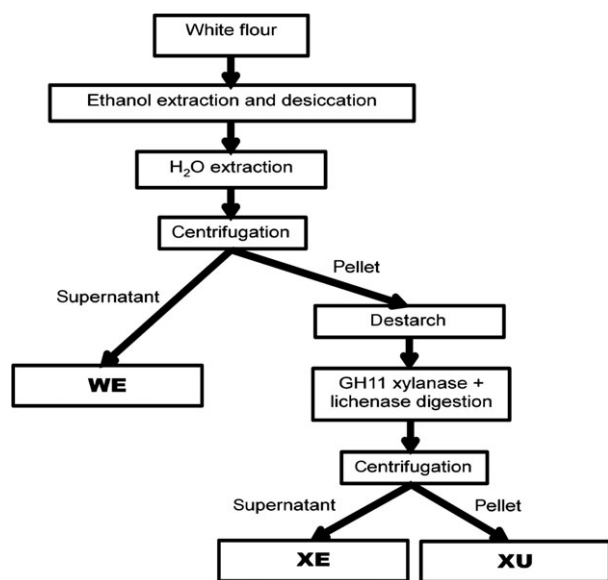 White flour
Ethanol extraction and desiccation
H₂O extraction
Centrifugation
Supernatant
Pellet
WE
Destarch
GH11 xylanase +
lichenase digestion
Centrifugation
Supernatant
Pellet
XE
XU